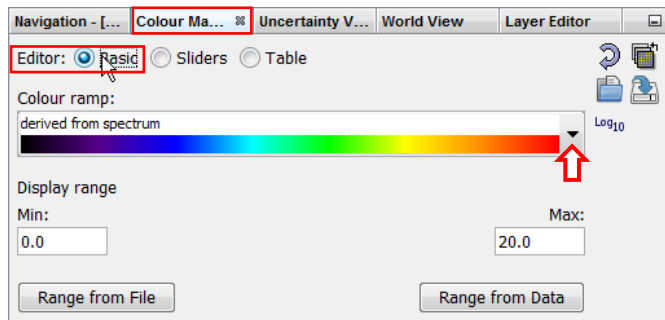 Navigation - [... Colour Ma... Uncertainty V... World View Layer Editor
Editor: Basic Sliders Table
Colour ramp:
derived from spectrum
Log10
Display range
Min: Max:
0.0 20.0
Range from File Range from Data